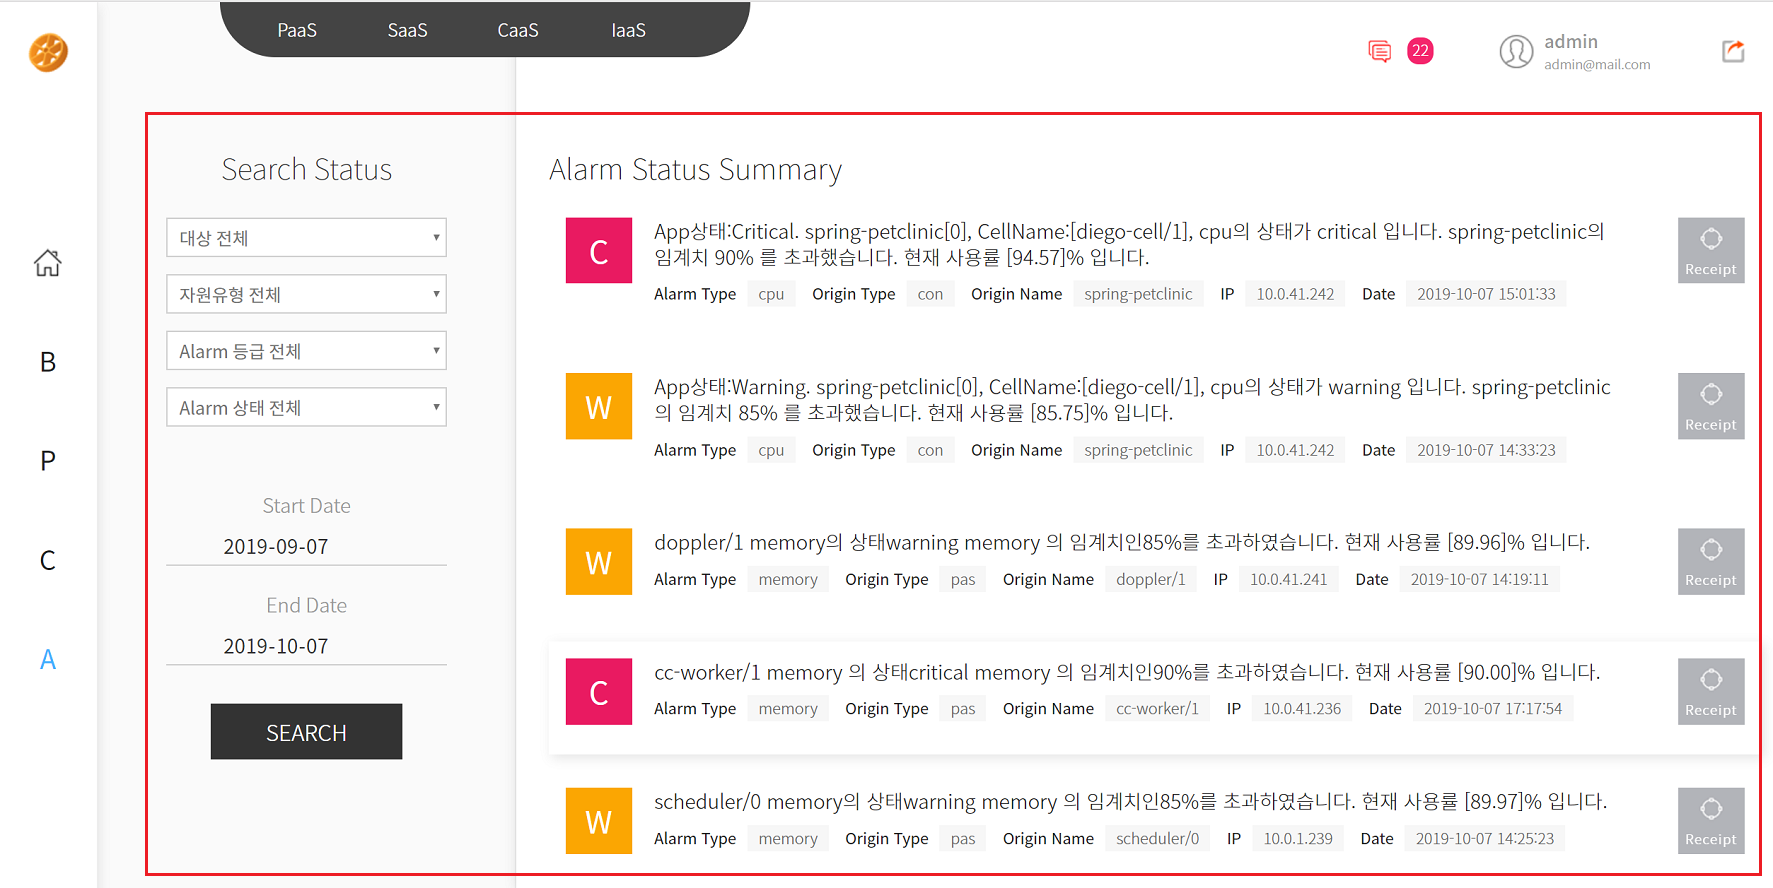 PaaS SaaS CaaS IaaS
22
admin
admin@mail.com
B
P
C
A
Search Status
대상 전체
자원유형 전체
Alarm 등급 전체
Alarm 상태 전체
Start Date
2019-09-07
End Date
2019-10-07
SEARCH
Alarm Status Summary
C
App상태:Critical. spring-petclinic[0], CellName:[diego-cell/1], cpu의 상태가 critical 입니다. spring-petclinic의
임계치 90% 를 초과했습니다. 현재 사용률 [94.57]% 입니다.
Alarm Type cpu Origin Type con Origin Name spring-petclinic IP 10.0.41.242 Date 2019-10-07 15:01:33
Receipt
W
App상태:Warning. spring-petclinic[0], CellName:[diego-cell/1], cpu의 상태가 warning 입니다. spring-petclinic
의 임계치 85% 를 초과했습니다. 현재 사용률 [85.75]% 입니다.
Alarm Type cpu Origin Type con Origin Name spring-petclinic IP 10.0.41.242 Date 2019-10-07 14:33:23
Receipt
W
doppler/1 memory의 상태warning memory 의 임계치인85%를 초과하였습니다. 현재 사용률 [89.96]% 입니다.
Alarm Type memory Origin Type pas Origin Name doppler/1 IP 10.0.41.241 Date 2019-10-07 14:19:11
Receipt
C
cc-worker/1 memory 의 상태critical memory 의 임계치인90%를 초과하였습니다. 현재 사용률 [90.00]% 입니다.
Alarm Type memory Origin Type pas Origin Name cc-worker/1 IP 10.0.41.236 Date 2019-10-07 17:17:54
Receipt
W
scheduler/0 memory의 상태warning memory 의 임계치인85%를 초과하였습니다. 현재 사용률 [89.97]% 입니다.
Alarm Type memory Origin Type pas Origin Name scheduler/0 IP 10.0.1.239 Date 2019-10-07 14:25:23
Receipt